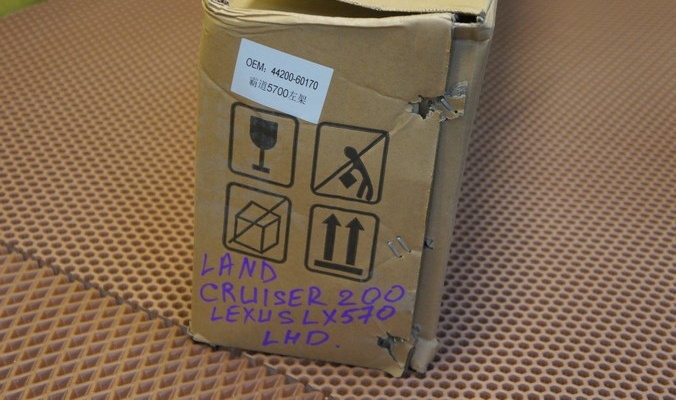 OEM: 44200-60170
霸道5700左架
LAND
CRUISER 200
LEXUS LX570
LHD.